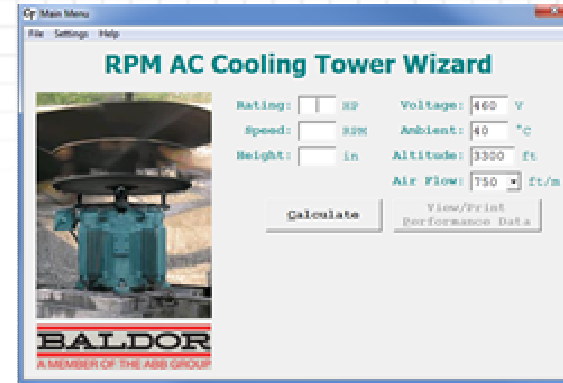 Main Menu
File Settings Help
RPM AC Cooling Tower Wizard
Rating: HP Voltage: 460 V
Speed: RPM Ambient: 40 °C
Height: in Altitude: 3300 ft
Air Flow: 750 ft/m
Calculate
View/Print
Performance Data
BALDOR
A MEMBER OF THE ABB GROUP